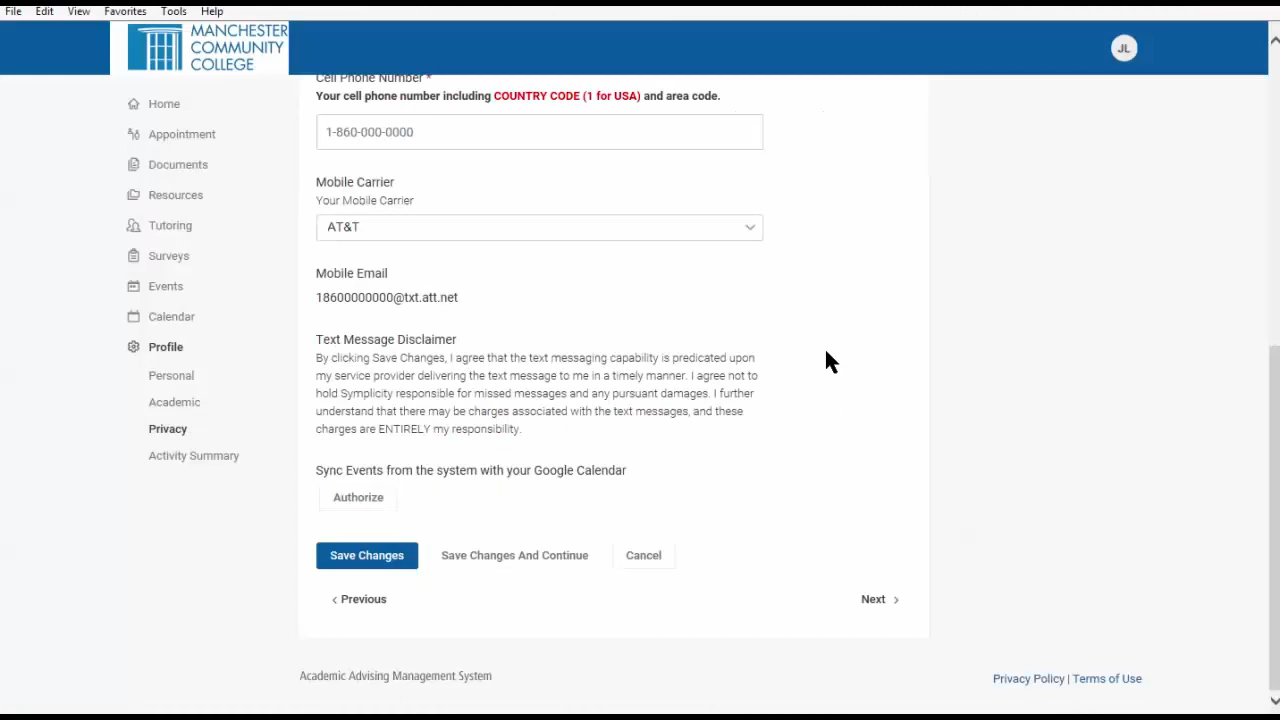 File Edit View Favorites Tools Help
MANCHESTER
COMMUNITY
COLLEGE
JL
Home
Appointment
Documents
Resources
Tutoring
Surveys
Events
Calendar
Profile
Personal
Academic
Privacy
Activity Summary
Cell Phone Number *
Your cell phone number including COUNTRY CODE (1 for USA) and area code.
1-860-000-0000
Mobile Carrier
Your Mobile Carrier
AT&T
Mobile Email
18600000000@txt.att.net
Text Message Disclaimer
By clicking Save Changes, I agree that the text messaging capability is predicated upon
my service provider delivering the text message to me in a timely manner. I agree not to
hold Symplicity responsible for missed messages and any pursuant damages. I further
understand that there may be charges associated with the text messages, and these
charges are ENTIRELY my responsibility.
Sync Events from the system with your Google Calendar
Authorize
Save Changes Save Changes And Continue Cancel
‹ Previous Next ›
Academic Advising Management System
Privacy Policy | Terms of Use